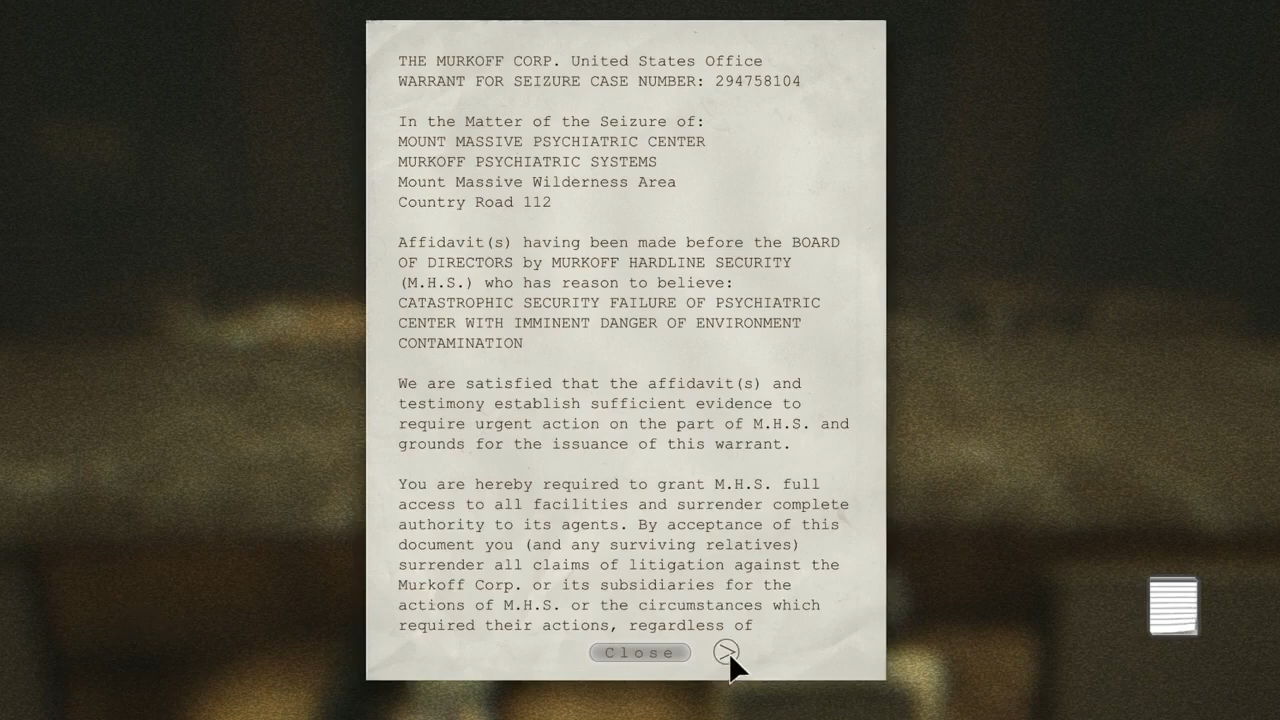 THE MURKOFF CORP. United States Office
WARRANT FOR SEIZURE CASE NUMBER: 294758104
In the Matter of the Seizure of:
MOUNT MASSIVE PSYCHIATRIC CENTER
MURKOFF PSYCHIATRIC SYSTEMS
Mount Massive Wilderness Area
Country Road 112
Affidavit(s) having been made before the BOARD
OF DIRECTORS by MURKOFF HARDLINE SECURITY
(M.H.S.) who has reason to believe:
CATASTROPHIC SECURITY FAILURE OF PSYCHIATRIC
CENTER WITH IMMINENT DANGER OF ENVIRONMENT
CONTAMINATION
We are satisfied that the affidavit(s) and
testimony establish sufficient evidence to
require urgent action on the part of M.H.S. and
grounds for the issuance of this warrant.
You are hereby required to grant M.H.S. full
access to all facilities and surrender complete
authority to its agents. By acceptance of this
document you (and any surviving relatives)
surrender all claims of litigation against the
Murkoff Corp. or its subsidiaries for the
actions of M.H.S. or the circumstances which
required their actions, regardless of
Close >